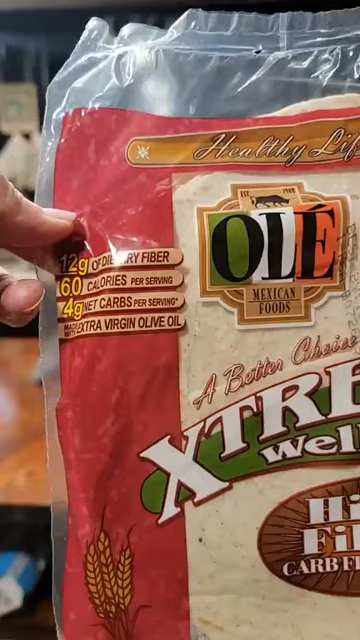 Healthy Lif
EST. 1988
OLÉ
MEXICAN
FOODS
12g OF DIETARY FIBER
60 CALORIES PER SERVING
4g NET CARBS PER SERVING*
MADE WITH EXTRA VIRGIN OLIVE OIL
A Better Choice
XTRE
Well
Hi
Fi
CARB F